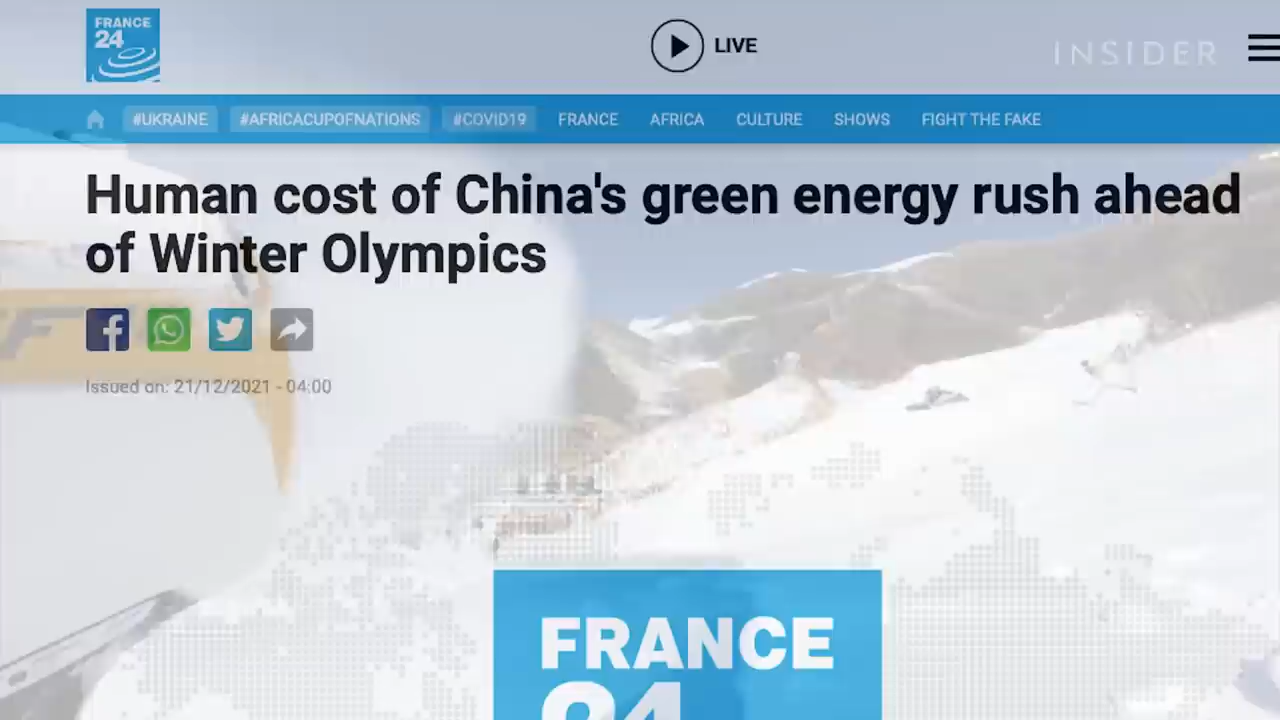 FRANCE
24
LIVE
INSIDER
#UKRAINE #AFRICACUPOFNATIONS #COVID19 FRANCE AFRICA CULTURE SHOWS FIGHT THE FAKE
Human cost of China's green energy rush ahead
of Winter Olympics
Issued on: 21/12/2021 - 04:00
FRANCE
24